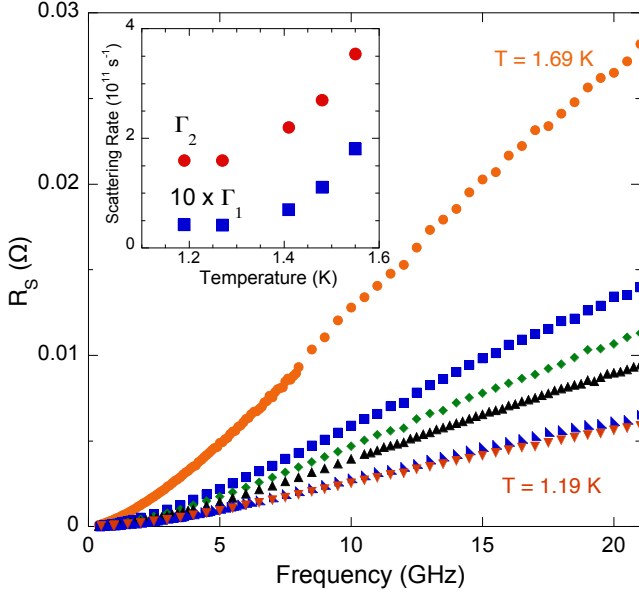 0.03
0.02
0.01
0
R_S (Ω)
0
5
10
15
20
Frequency (GHz)
T = 1.69 K
T = 1.19 K
4
2
0
Scattering Rate (10¹¹ s⁻¹)
Γ₂
10 x Γ₁
1.2
1.4
1.6
Temperature (K)